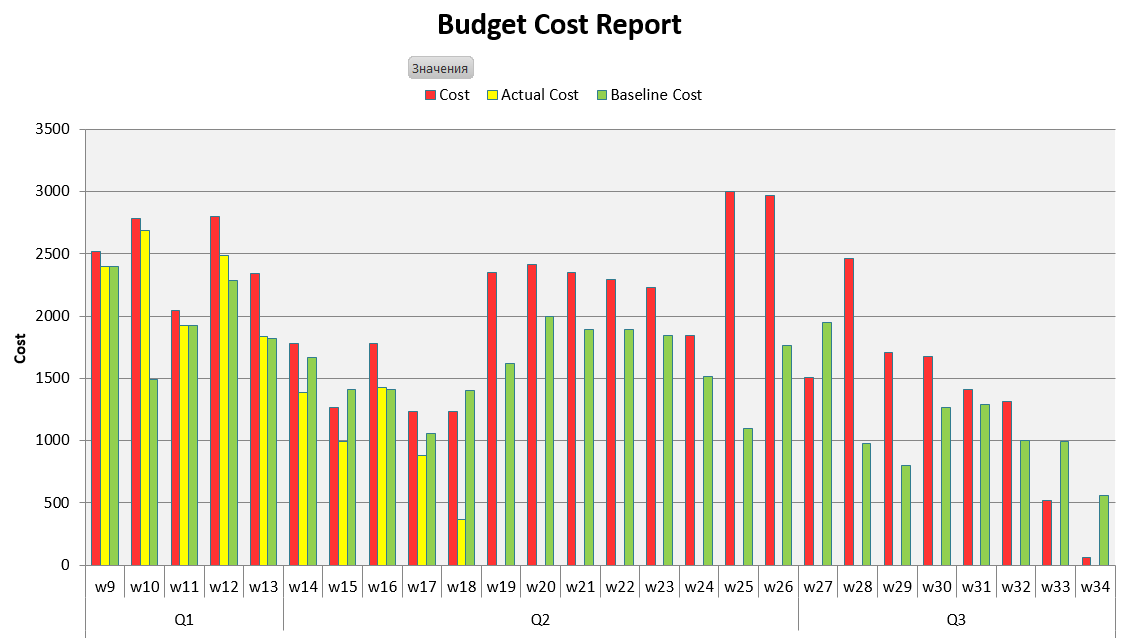 Budget Cost Report
Значения
Cost Actual Cost Baseline Cost
3500
3000
2500
2000
1500
1000
500
0
Cost
w9 w10 w11 w12 w13 w14 w15 w16 w17 w18 w19 w20 w21 w22 w23 w24 w25 w26 w27 w28 w29 w30 w31 w32 w33 w34
Q1 Q2 Q3